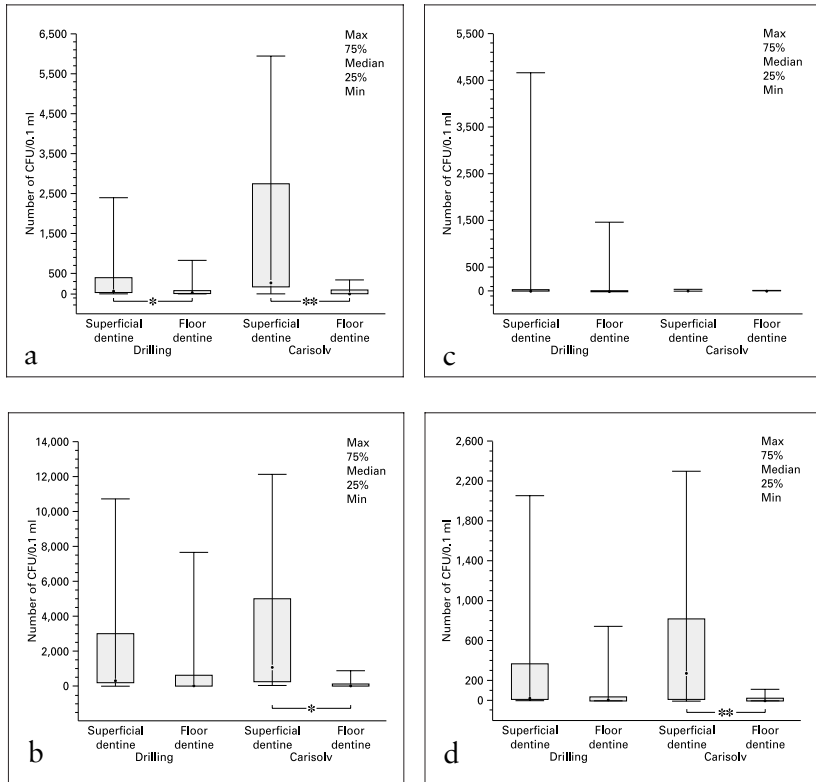 6,500
5,500
4,500
3,500
2,500
1,500
500
0
Number of CFU/0.1 ml
Max
75%
Median
25%
Min
*
**
Superficial dentine
Floor dentine
Superficial dentine
Floor dentine
Drilling
Carisolv
a
5,500
4,500
3,500
2,500
1,500
500
0
Number of CFU/0.1 ml
Max
75%
Median
25%
Min
Superficial dentine
Floor dentine
Superficial dentine
Floor dentine
Drilling
Carisolv
c
14,000
12,000
10,000
8,000
6,000
4,000
2,000
0
Number of CFU/0.1 ml
Max
75%
Median
25%
Min
*
Superficial dentine
Floor dentine
Superficial dentine
Floor dentine
Drilling
Carisolv
b
2,600
2,200
1,800
1,400
1,000
600
200
0
Number of CFU/0.1 ml
Max
75%
Median
25%
Min
**
Superficial dentine
Floor dentine
Superficial dentine
Floor dentine
Drilling
Carisolv
d